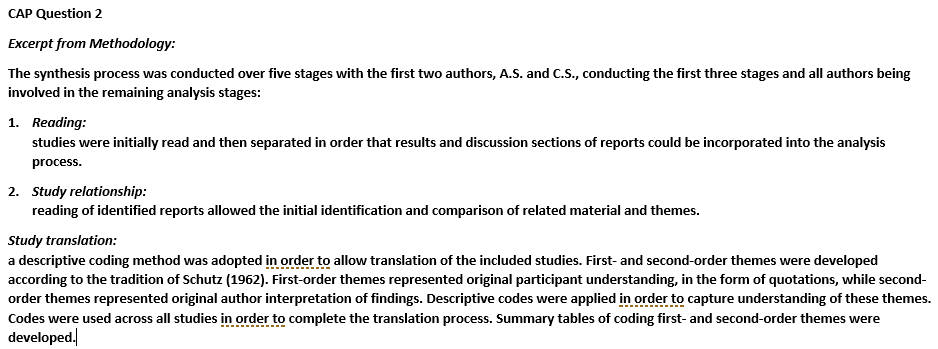 CAP Question 2
Excerpt from Methodology:
The synthesis process was conducted over five stages with the first two authors, A.S. and C.S., conducting the first three stages and all authors being
involved in the remaining analysis stages:
1. Reading:
studies were initially read and then separated in order that results and discussion sections of reports could be incorporated into the analysis
process.
2. Study relationship:
reading of identified reports allowed the initial identification and comparison of related material and themes.
Study translation:
a descriptive coding method was adopted in order to allow translation of the included studies. First- and second-order themes were developed
according to the tradition of Schutz (1962). First-order themes represented original participant understanding, in the form of quotations, while second-
order themes represented original author interpretation of findings. Descriptive codes were applied in order to capture understanding of these themes.
Codes were used across all studies in order to complete the translation process. Summary tables of coding first- and second-order themes were
developed.